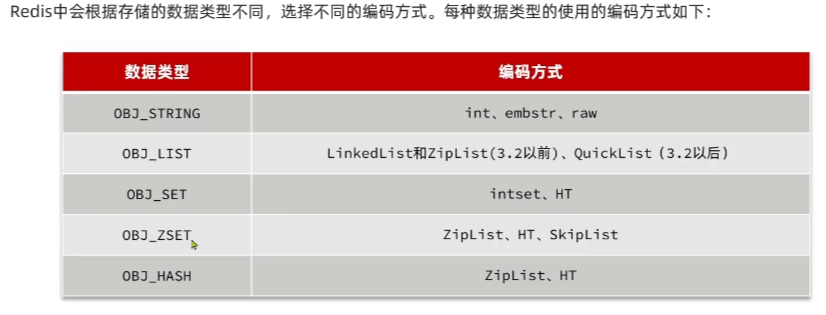 Redis中会根据存储的数据类型不同，选择不同的编码方式。每种数据类型的使用的编码方式如下：
数据类型 编码方式
OBJ_STRING int、embstr、raw
OBJ_LIST LinkedList和ZipList(3.2以前)、QuickList (3.2以后)
OBJ_SET intset、HT
OBJ_ZSET ZipList、HT、SkipList
OBJ_HASH ZipList、HT